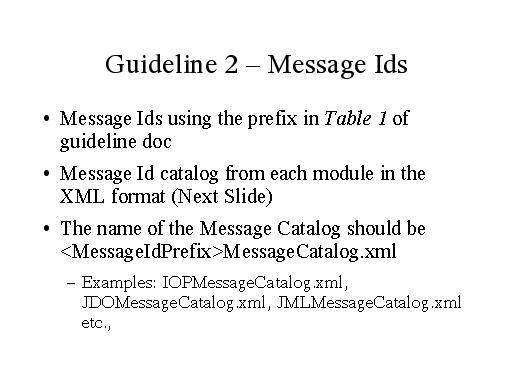 Guideline 2 – Message Ids
• Message Ids using the prefix in Table 1 of
guideline doc
• Message Id catalog from each module in the
XML format (Next Slide)
• The name of the Message Catalog should be
<MessageIdPrefix>MessageCatalog.xml
– Examples: IOPMessageCatalog.xml,
JDOMessageCatalog.xml, JMLMessageCatalog.xml
etc.,